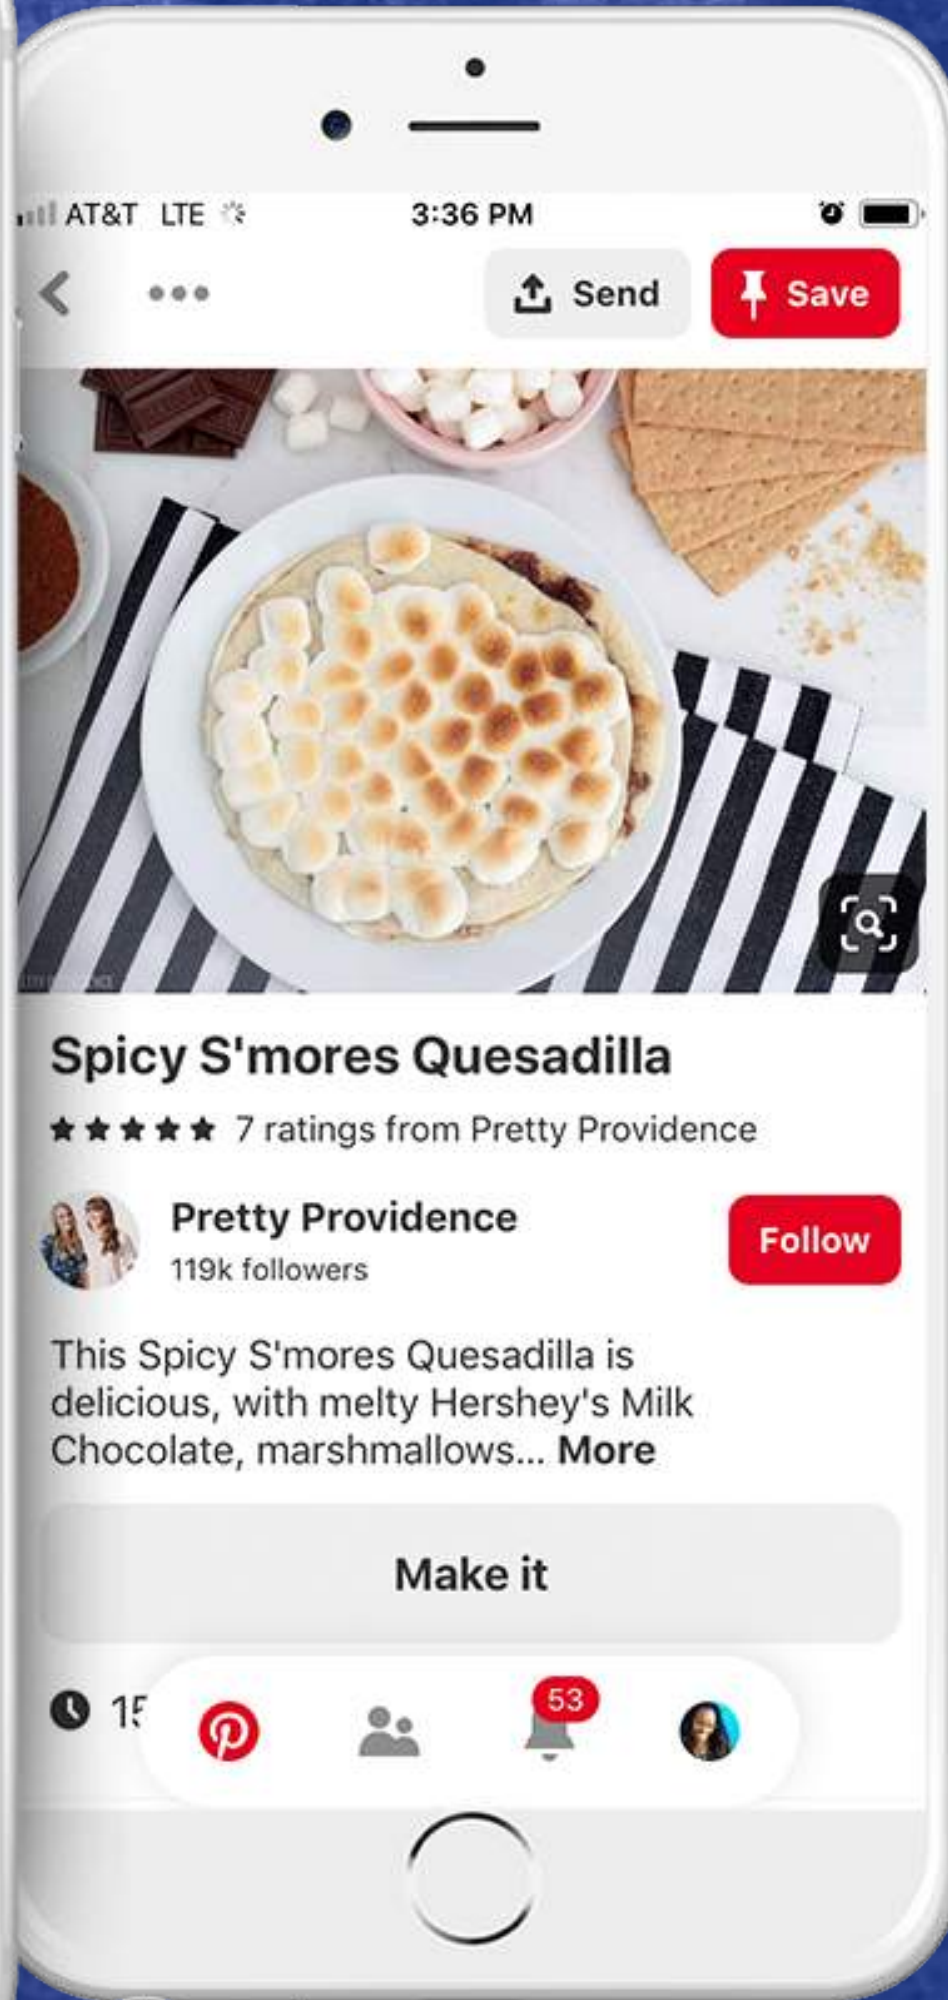 AT&T LTE 3:36 PM
Send Save
Spicy S'mores Quesadilla
7 ratings from Pretty Providence
Pretty Providence
119k followers
Follow
This Spicy S'mores Quesadilla is
delicious, with melty Hershey's Milk
Chocolate, marshmallows... More
Make it
53